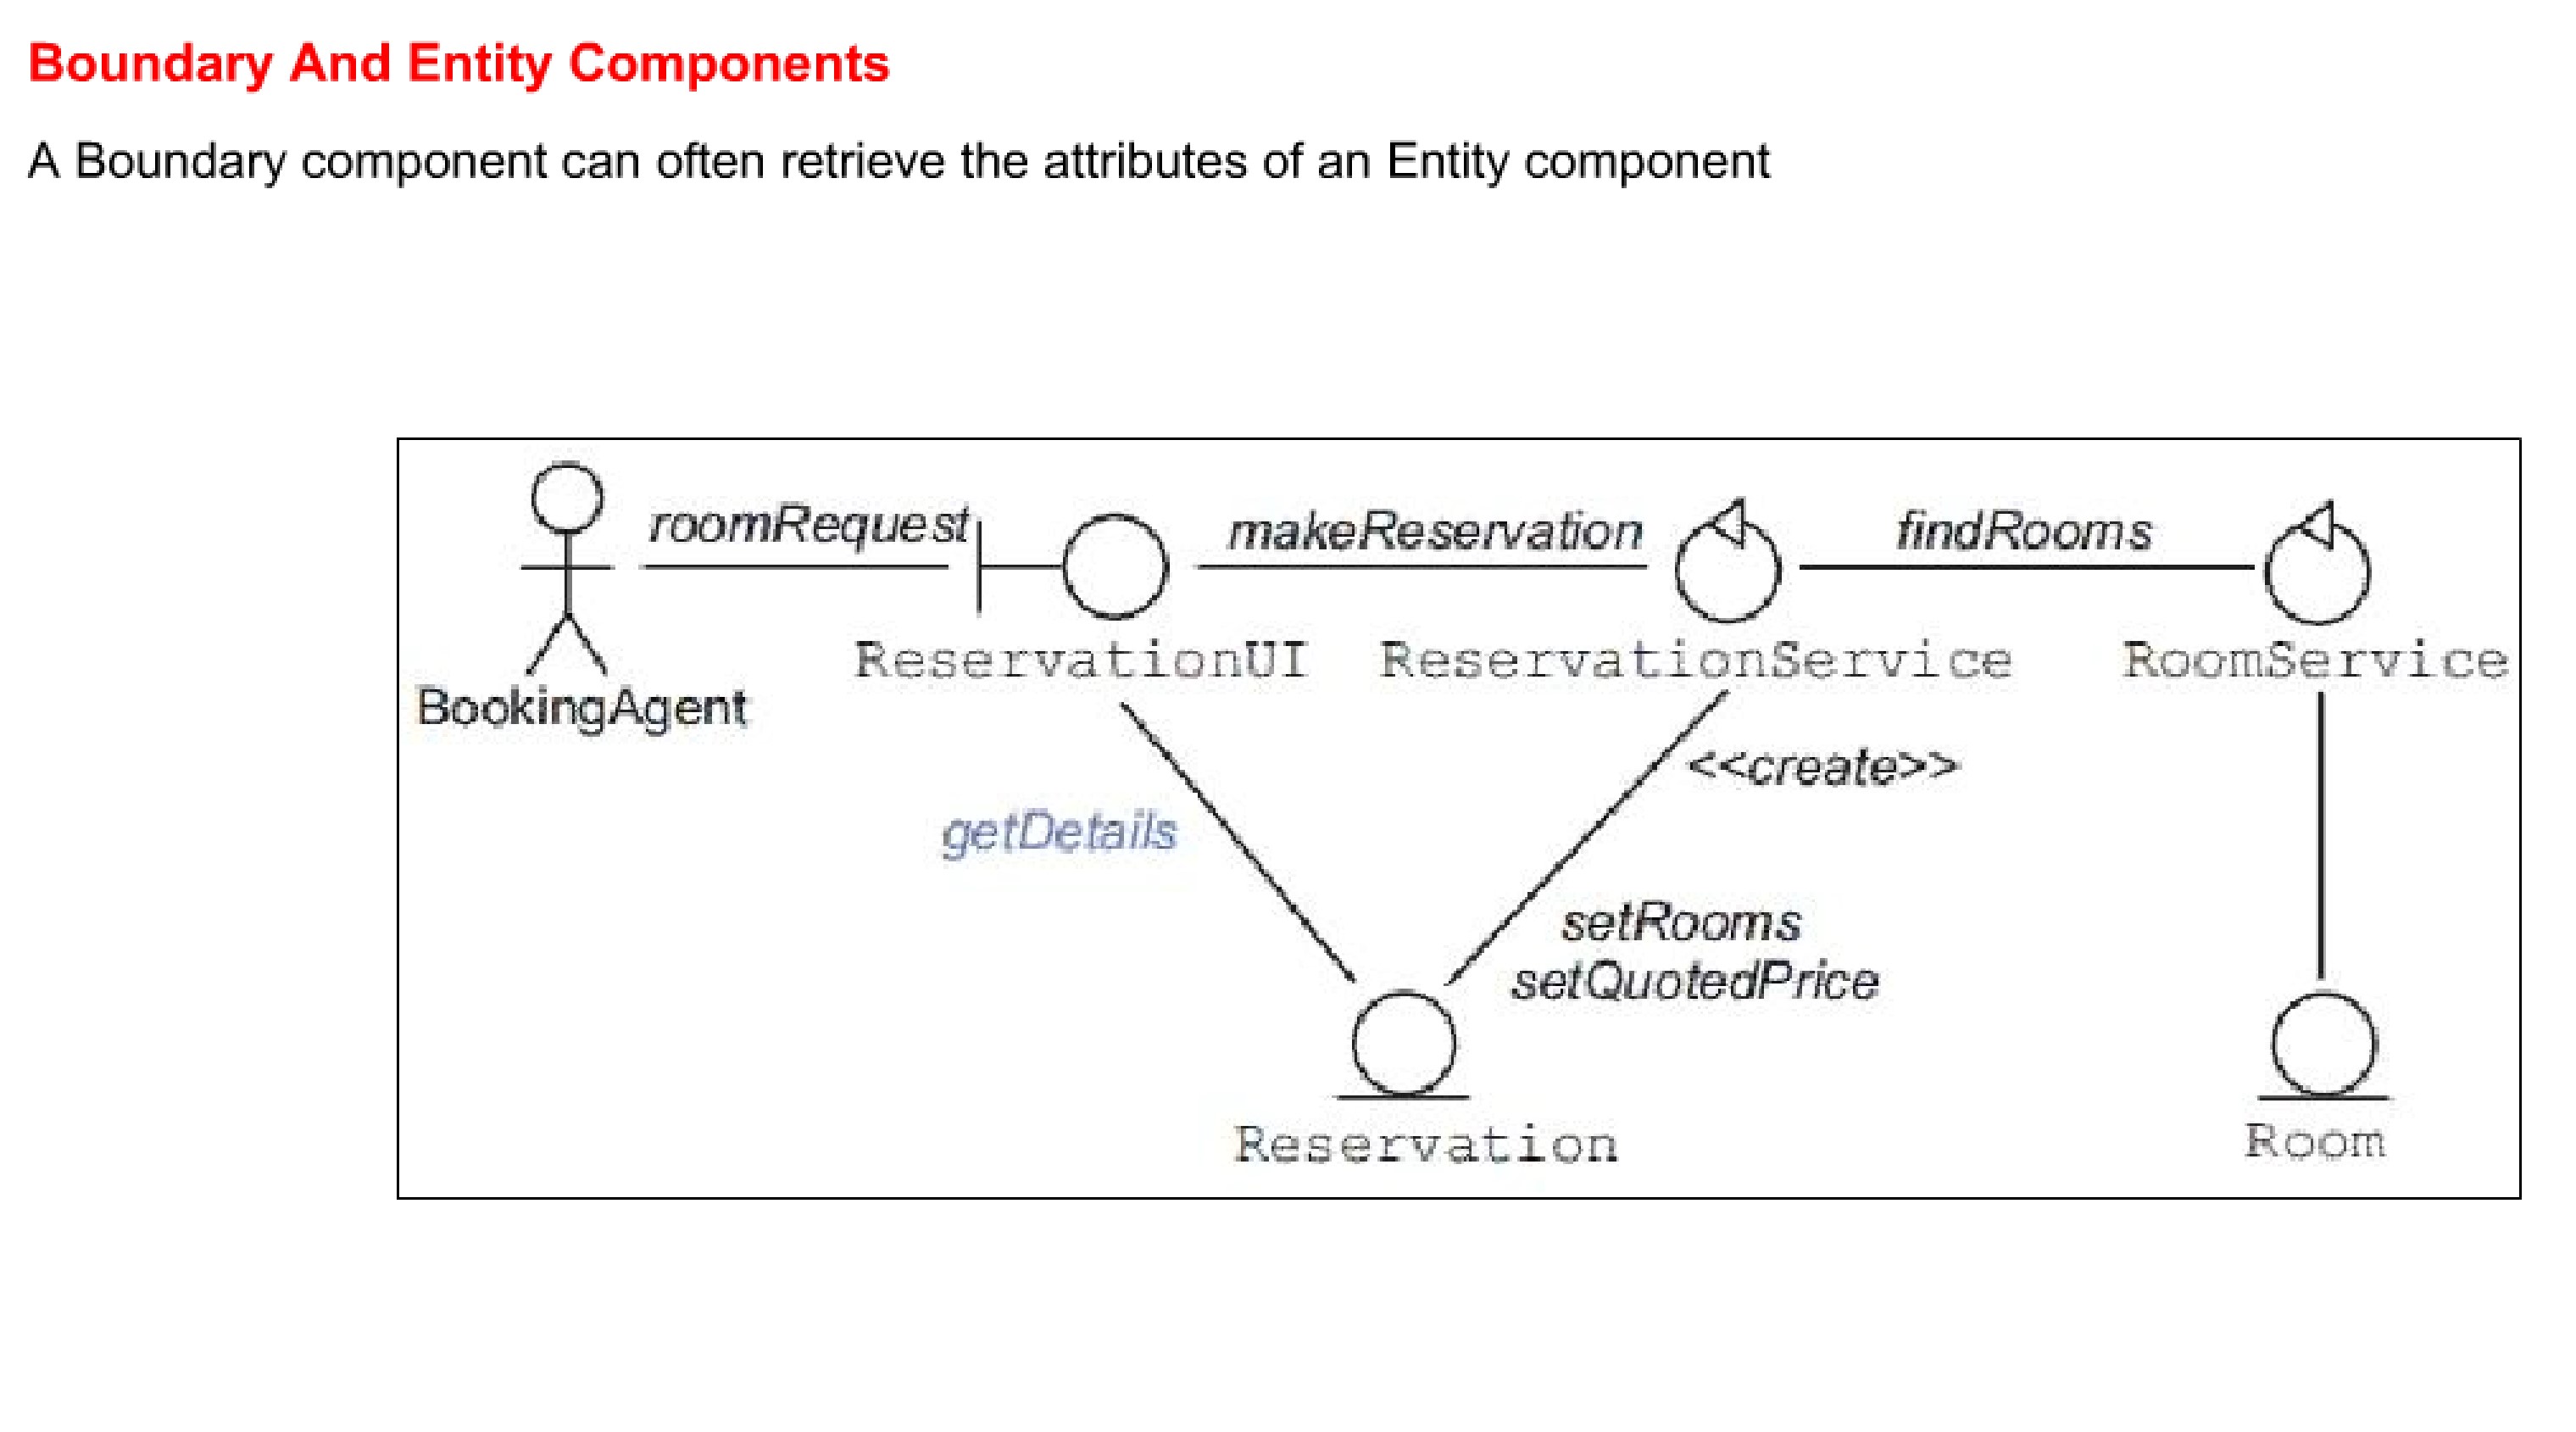 Boundary And Entity Components
A Boundary component can often retrieve the attributes of an Entity component
roomRequest
makeReservation
findRooms
ReservationUI
ReservationService
RoomService
BookingAgent
<<create>>
getDetails
setRooms
setQuotedPrice
Reservation
Room